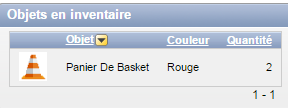 Objets en inventaire
Objet Couleur Quantité
Panier De Basket Rouge 2
1 - 1